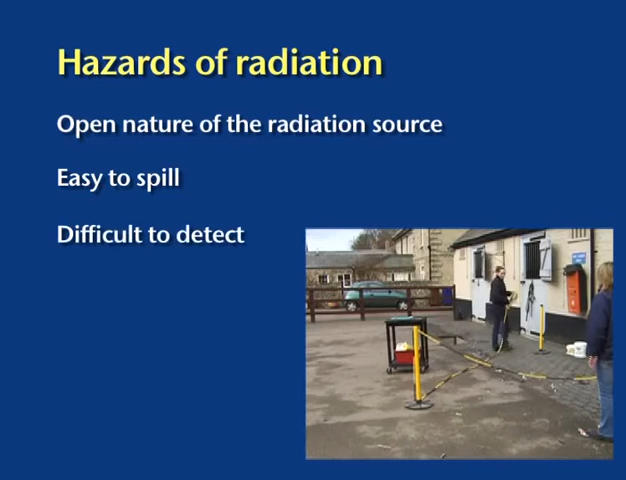 Hazards of radiation
Open nature of the radiation source
Easy to spill
Difficult to detect